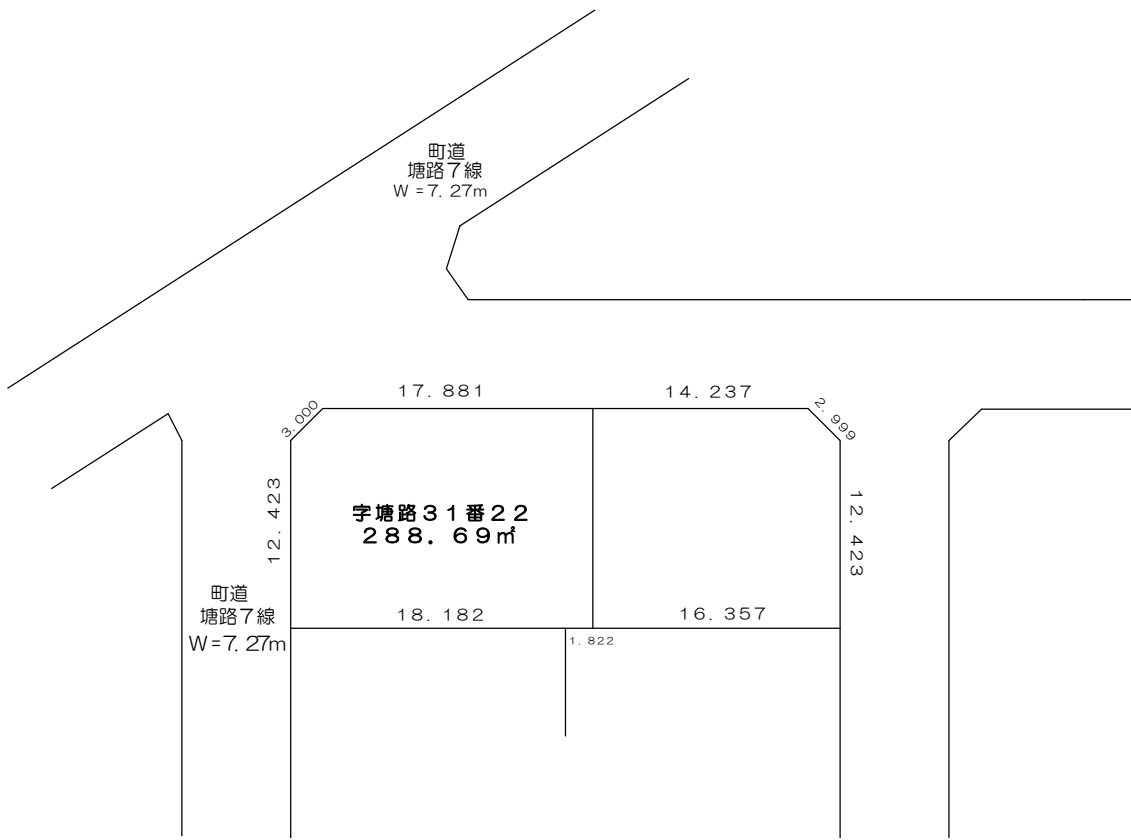 町道
塘路７線
W =7. 27m
17. 881
14. 237
3.000
2. 999
12. 423
字塘路３１番２２
２８８. ６９㎡
12. 423
町道
塘路７線
W=7. 27m
18. 182
16. 357
1. 822